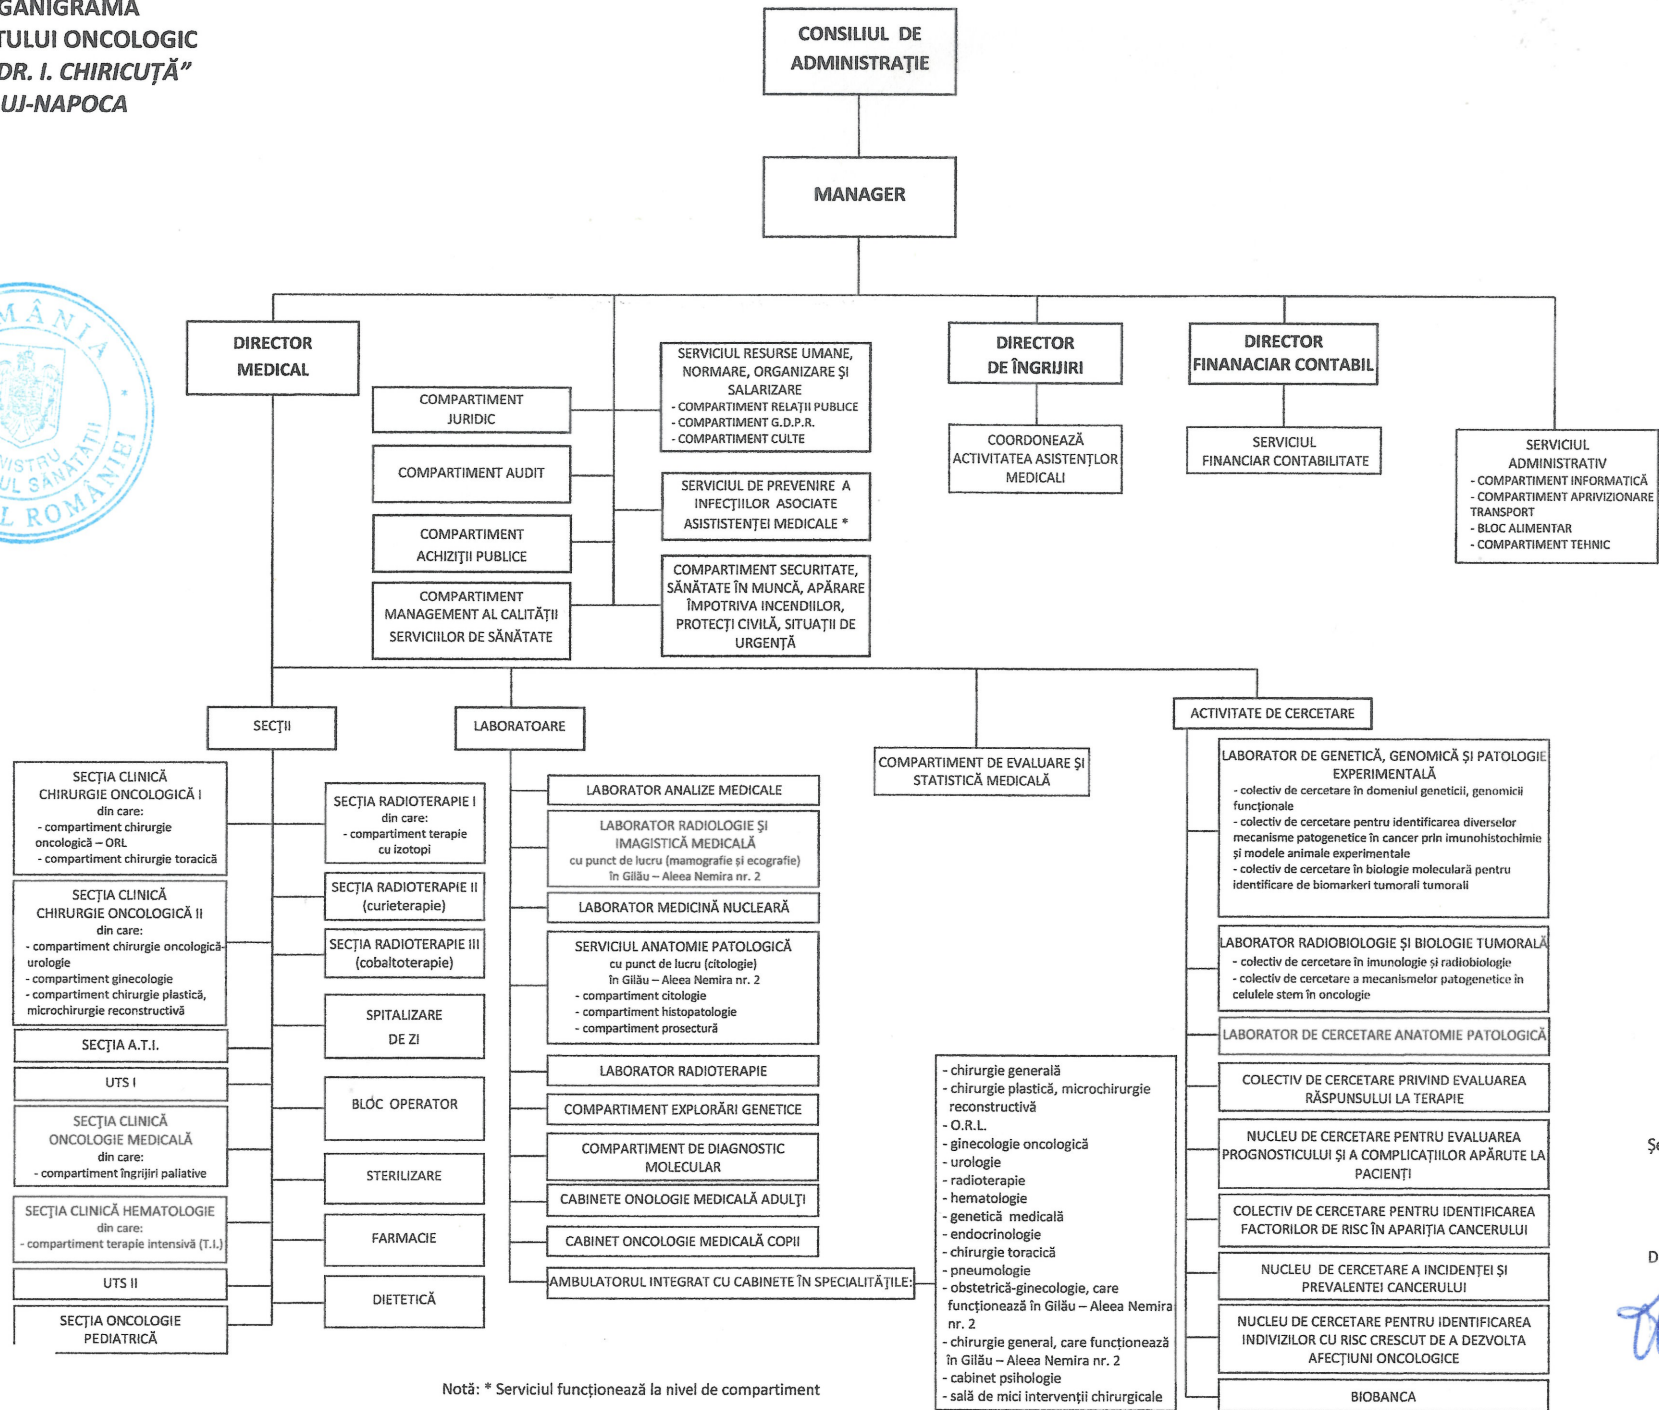 GANIGRAMA
TULUI ONCOLOGIC
DR. I. CHIRICUȚĂ”
UJ-NAPOCA
CONSILIUL DE
ADMINISTRAȚIE
MANAGER
DIRECTOR
MEDICAL
COMPARTIMENT
JURIDIC
COMPARTIMENT AUDIT
COMPARTIMENT
ACHIZIȚII PUBLICE
COMPARTIMENT
MANAGEMENT AL CALITĂȚII
SERVICIILOR DE SĂNĂTATE
SERVICIUL RESURSE UMANE,
NORMARE, ORGANIZARE ȘI
SALARIZARE
- COMPARTIMENT RELAȚII PUBLICE
- COMPARTIMENT G.D.P.R.
- COMPARTIMENT CULTE
SERVICIUL DE PREVENIRE A
INFECȚIILOR ASOCIATE
ASISISTENȚEI MEDICALE *
COMPARTIMENT SECURITATE,
SĂNĂTATE ÎN MUNCĂ, APĂRARE
ÎMPOTRIVA INCENDIILOR,
PROTECȚI CIVILĂ, SITUAȚII DE
URGENȚĂ
DIRECTOR
DE ÎNGRIJIRI
COORDONEAZĂ
ACTIVITATEA ASISTENȚLOR
MEDICALI
DIRECTOR
FINANACIAR CONTABIL
SERVICIUL
FINANCIAR CONTABILITATE
SERVICIUL
ADMINISTRATIV
- COMPARTIMENT INFORMATICĂ
- COMPARTIMENT APRIVIZIONARE
TRANSPORT
- BLOC ALIMENTAR
- COMPARTIMENT TEHNIC
SECȚII
SECȚIA CLINICĂ
CHIRURGIE ONCOLOGICĂ I
din care:
- compartiment chirurgie
oncologică – ORL
- compartiment chirurgie toracică
SECȚIA CLINICĂ
CHIRURGIE ONCOLOGICĂ II
din care:
- compartiment chirurgie oncologică-
urologie
- compartiment ginecologie
- compartiment chirurgie plastică,
microchirurgie reconstructivă
SECȚIA A.T.I.
UTS I
SECȚIA CLINICĂ
ONCOLOGIE MEDICALĂ
din care:
- compartiment îngrijiri paliative
SECȚIA CLINICĂ HEMATOLOGIE
din care:
- compartiment terapie intensivă (T.I.)
UTS II
SECȚIA ONCOLOGIE
PEDIATRICĂ
SECȚIA RADIOTERAPIE I
din care:
- compartiment terapie
cu izotopi
SECȚIA RADIOTERAPIE II
(curieterapie)
SECȚIA RADIOTERAPIE III
(cobaltoterapie)
SPITALIZARE
DE ZI
BLOC OPERATOR
STERILIZARE
FARMACIE
DIETETICĂ
LABORATOARE
LABORATOR ANALIZE MEDICALE
LABORATOR RADIOLOGIE ȘI
IMAGISTICĂ MEDICALĂ
cu punct de lucru (mamografie și ecografie)
în Gilău – Aleea Nemira nr. 2
LABORATOR MEDICINĂ NUCLEARĂ
SERVICIUL ANATOMIE PATOLOGICĂ
cu punct de lucru (citologie)
în Gilău – Aleea Nemira nr. 2
- compartiment citologie
- compartiment histopatologie
- compartiment prosectură
LABORATOR RADIOTERAPIE
COMPARTIMENT EXPLORĂRI GENETICE
COMPARTIMENT DE DIAGNOSTIC
MOLECULAR
CABINETE ONOLOGIE MEDICALĂ ADULȚI
CABINET ONCOLOGIE MEDICALĂ COPII
AMBULATORUL INTEGRAT CU CABINETE ÎN SPECIALITĂȚILE:
- chirurgie generală
- chirurgie plastică, microchirurgie
reconstructivă
- O.R.L.
- ginecologie oncologică
- urologie
- radioterapie
- hematologie
- genetică medicală
- endocrinologie
- chirurgie toracică
- pneumologie
- obstetrică-ginecologie, care
funcționează în Gilău – Aleea Nemira
nr. 2
- chirurgie general, care funcționează
în Gilău – Aleea Nemira nr. 2
- cabinet psihologie
- sală de mici intervenții chirurgicale
COMPARTIMENT DE EVALUARE ȘI
STATISTICĂ MEDICALĂ
ACTIVITATE DE CERCETARE
LABORATOR DE GENETICĂ, GENOMICĂ ȘI PATOLOGIE
EXPERIMENTALĂ
- colectiv de cercetare în domeniul geneticii, genomicii
funcționale
- colectiv de cercetare pentru identificarea diverselor
mecanisme patogenetice în cancer prin imunohistochimie
și modele animale experimentale
- colectiv de cercetare în biologie moleculară pentru
identificare de biomarkeri tumorali tumorali
LABORATOR RADIOBIOLOGIE ȘI BIOLOGIE TUMORALĂ
- colectiv de cercetare în imunologie și radiobiologie
- colectiv de cercetare a mecanismelor patogenetice în
celulele stem în oncologie
LABORATOR DE CERCETARE ANATOMIE PATOLOGICĂ
COLECTIV DE CERCETARE PRIVIND EVALUAREA
RĂSPUNSULUI LA TERAPIE
NUCLEU DE CERCETARE PENTRU EVALUAREA
PROGNOSTICULUI ȘI A COMPLICAȚIILOR APĂRUTE LA
PACIENȚI
COLECTIV DE CERCETARE PENTRU IDENTIFICAREA
FACTORILOR DE RISC ÎN APARIȚIA CANCERULUI
NUCLEU DE CERCETARE A INCIDENȚEI ȘI
PREVALENTEI CANCERULUI
NUCLEU DE CERCETARE PENTRU IDENTIFICAREA
INDIVIZILOR CU RISC CRESCUT DE A DEZVOLTA
AFECȚIUNI ONCOLOGICE
BIOBANCA
Notă: * Serviciul funcționează la nivel de compartiment
MÂNIA *
NISTRU
UL SĂNĂTĂȚII
L ROMÂNIEI
Șe
D